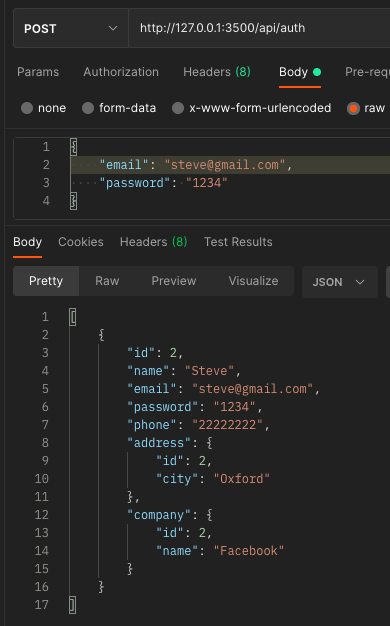 POST http://127.0.0.1:3500/api/auth
Params Authorization Headers (8) Body Pre-req
none form-data x-www-form-urlencoded raw
1 {
2 "email": "steve@gmail.com",
3 "password": "1234"
4 }
Body Cookies Headers (8) Test Results
Pretty Raw Preview Visualize JSON
1 [
2 {
3 "id": 2,
4 "name": "Steve",
5 "email": "steve@gmail.com",
6 "password": "1234",
7 "phone": "22222222",
8 "address": {
9 "id": 2,
10 "city": "Oxford"
11 },
12 "company": {
13 "id": 2,
14 "name": "Facebook"
15 }
16 }
17 ]